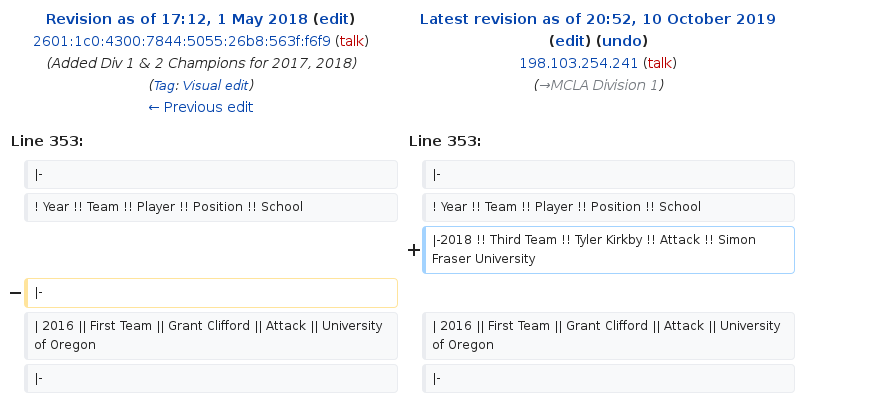 Revision as of 17:12, 1 May 2018 (edit)
2601:1c0:4300:7844:5055:26b8:563f:f6f9 (talk)
(Added Div 1 & 2 Champions for 2017, 2018)
(Tag: Visual edit)
← Previous edit
Latest revision as of 20:52, 10 October 2019
(edit) (undo)
198.103.254.241 (talk)
(→MCLA Division 1)
Line 353:
Line 353:
|-
|-
! Year !! Team !! Player !! Position !! School
! Year !! Team !! Player !! Position !! School
+
|-2018 !! Third Team !! Tyler Kirkby !! Attack !! Simon
Fraser University
−
|-
| 2016 || First Team || Grant Clifford || Attack || University
of Oregon
| 2016 || First Team || Grant Clifford || Attack || University
of Oregon
|-
|-